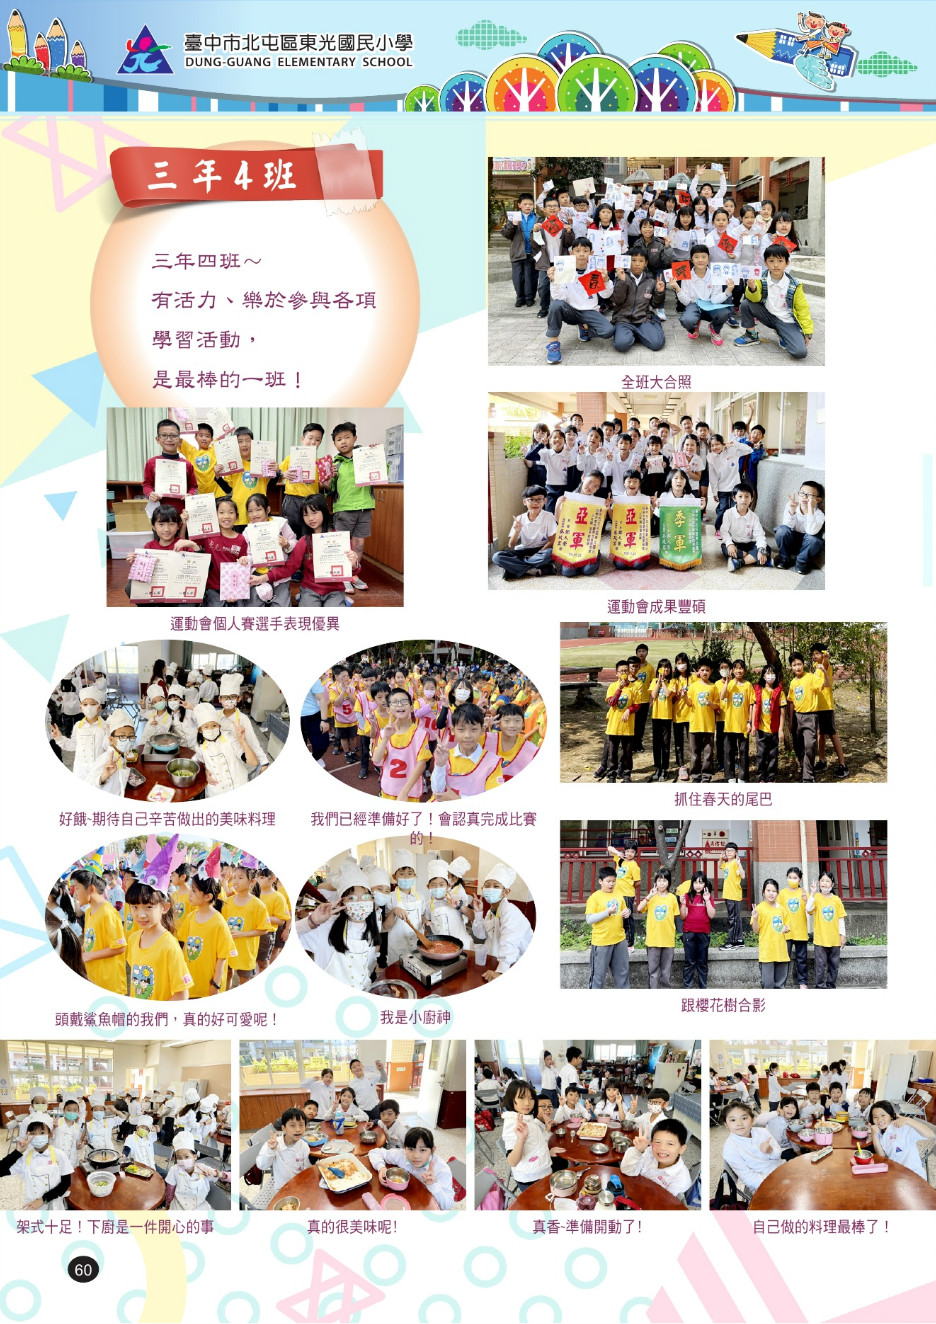 臺中市北屯區東光國民小學
DUNG-GUANG ELEMENTARY SCHOOL
三年4班
三年四班～
有活力、樂於參與各項
學習活動，
是最棒的一班！
全班大合照
運動會個人賽選手表現優異
亞軍
亞軍
季軍
運動會成果豐碩
好餓~期待自己辛苦做出的美味料理
我們已經準備好了！會認真完成比賽
的！
抓住春天的尾巴
頭戴鯊魚帽的我們，真的好可愛呢！
我是小廚神
跟櫻花樹合影
架式十足！下廚是一件開心的事
真的很美味呢!
真香~準備開動了!
自己做的料理最棒了！
60